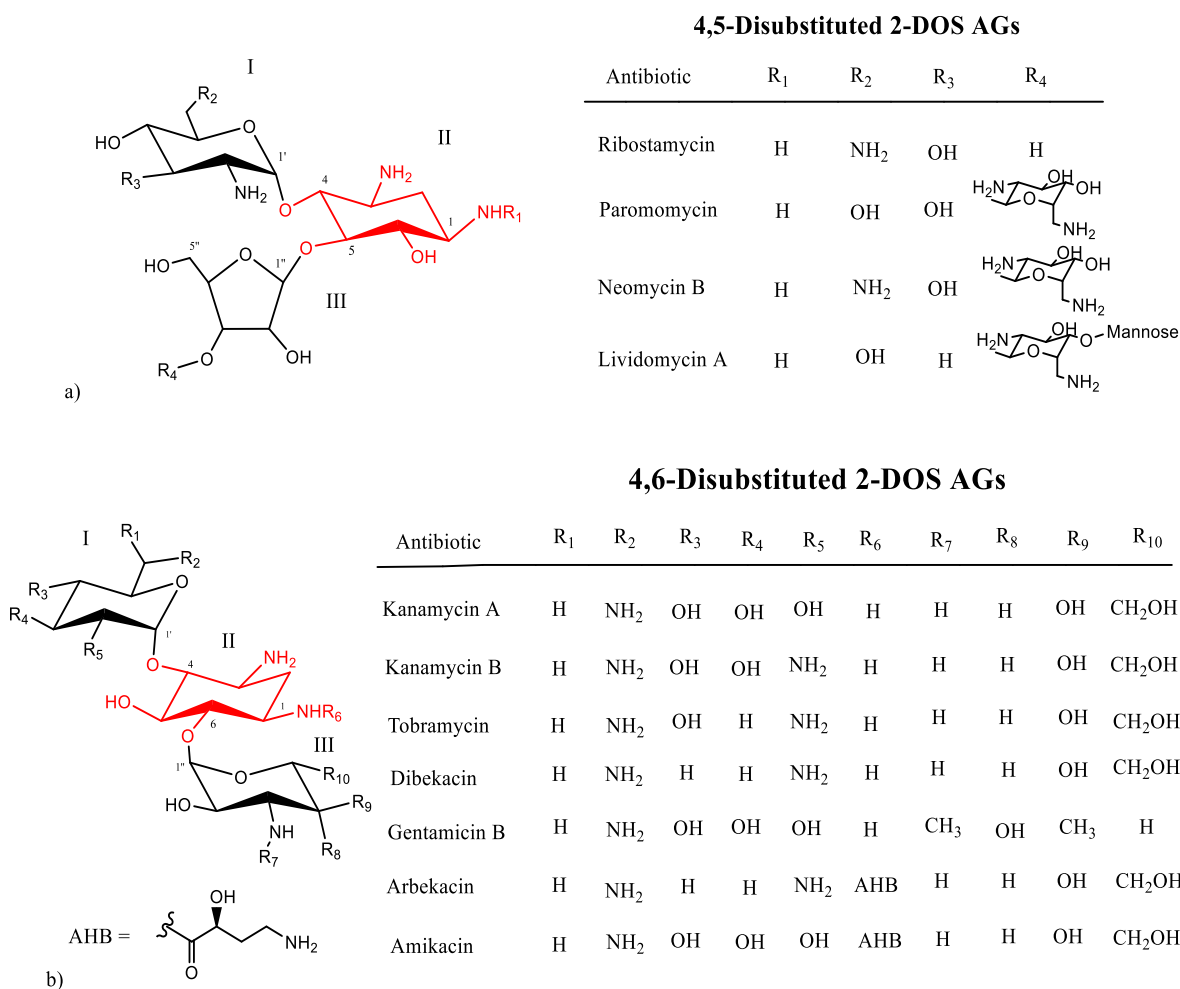 4,5-Disubstituted 2-DOS AGs
Antibiotic R1 R2 R3 R4
Ribostamycin H NH2 OH H
Paromomycin H OH OH H2N O OH OH NH2
Neomycin B H NH2 OH H2N O OH OH NH2
Lividomycin A H OH H H2N O OH O Mannose NH2
I
R2
HO
O
R3
NH2
1'
II
O
4
NH2
NHR1
1
O
5
OH
5"
HO
O
1"
III
OH
O
R4
a)
4,6-Disubstituted 2-DOS AGs
Antibiotic R1 R2 R3 R4 R5 R6 R7 R8 R9 R10
Kanamycin A H NH2 OH OH OH H H H OH CH2OH
Kanamycin B H NH2 OH OH NH2 H H H OH CH2OH
Tobramycin H NH2 OH H NH2 H H H OH CH2OH
Dibekacin H NH2 H H NH2 H H H OH CH2OH
Gentamicin B H NH2 OH OH OH H CH3 OH CH3 H
Arbekacin H NH2 H H NH2 AHB H H OH CH2OH
Amikacin H NH2 OH OH OH AHB H H OH CH2OH
I
R1
R2
R3
O
R4
R5
1'
II
O
4
NH2
HO
6
1
NHR6
O
III
1"
O
R10
HO
R9
NH
R8
R7
AHB =
OH
O
NH2
b)